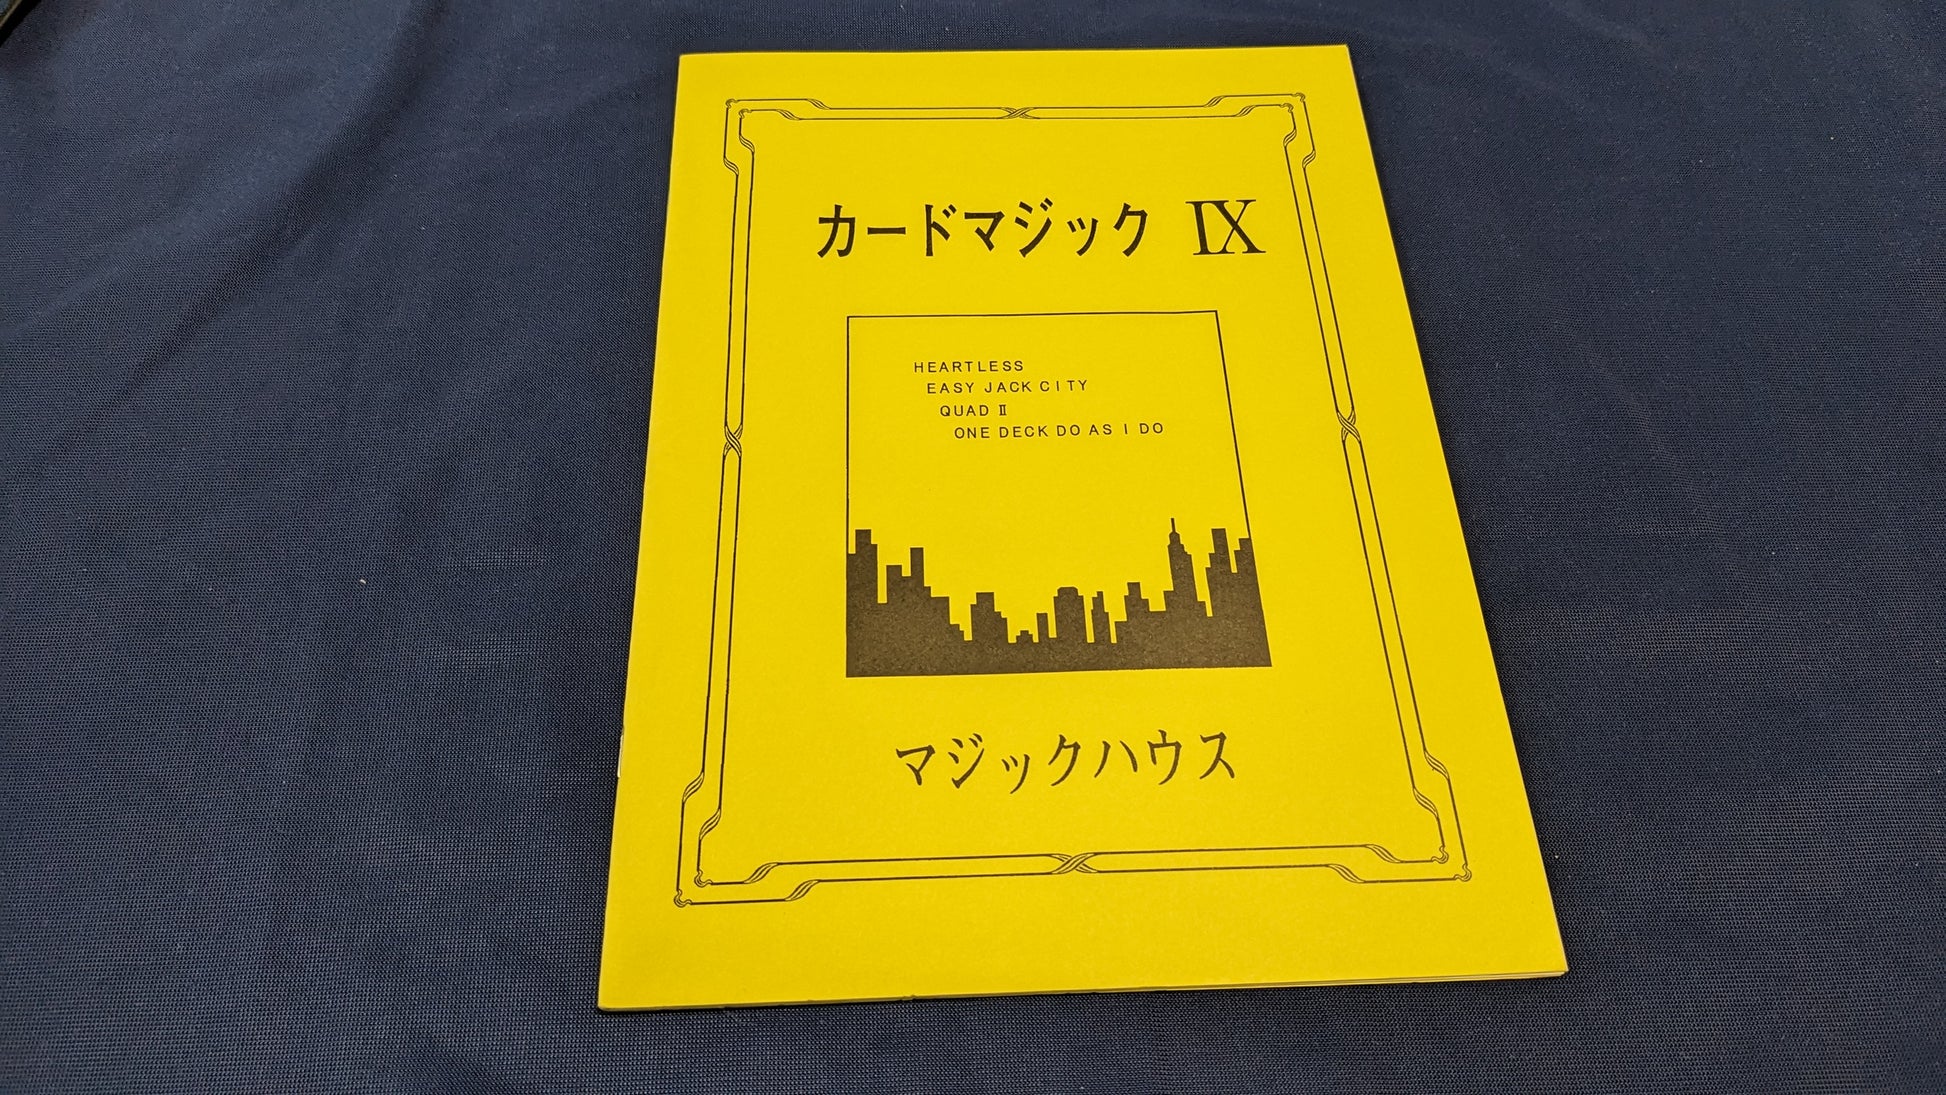 カードマジック IX
HEARTLESS
EASY JACK CITY
QUAD Ⅱ
ONE DECK DO AS I DO
マジックハウス